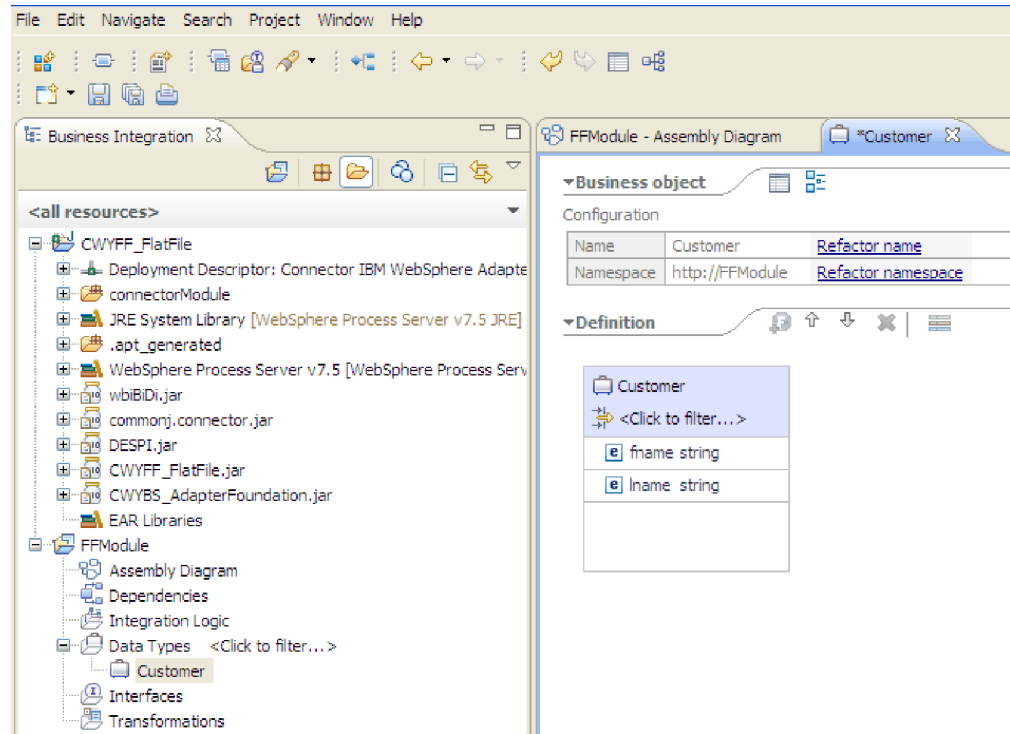 File Edit Navigate Search Project Window Help
Business Integration
FFModule - Assembly Diagram
*Customer
<all resources>
CWYFF_FlatFile
Deployment Descriptor: Connector IBM WebSphere Adapte
connectorModule
JRE System Library [WebSphere Process Server v7.5 JRE]
.apt_generated
WebSphere Process Server v7.5 [WebSphere Process Serv
wbiBiDi.jar
commonj.connector.jar
DESPI.jar
CWYFF_FlatFile.jar
CWYBS_AdapterFoundation.jar
EAR Libraries
FFModule
Assembly Diagram
Dependencies
Integration Logic
Data Types <Click to filter...>
Customer
Interfaces
Transformations
Business object
Configuration
Name Customer Refactor name
Namespace http://FFModule Refactor namespace
Definition
Customer
<Click to filter...>
e fname string
e lname string